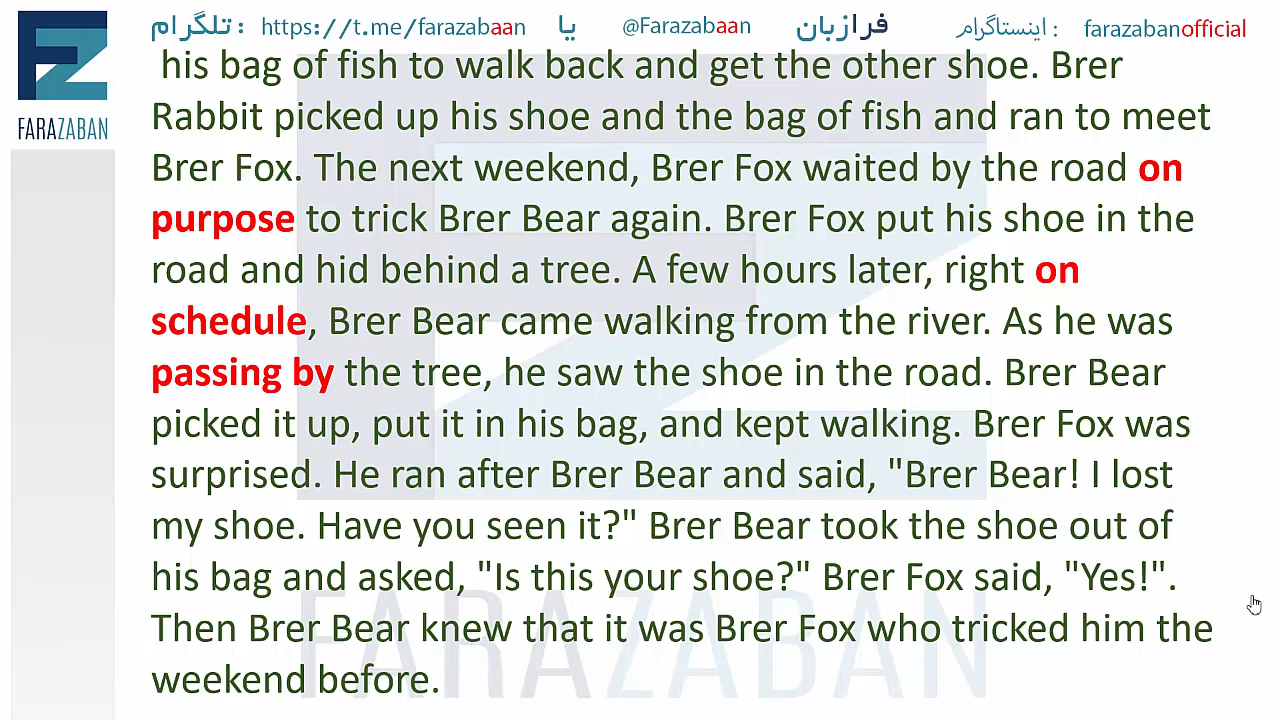 تلگرام : https://t.me/farazabaan یا @Farazabaan فرازبان اینستاگرام : farazabanofficial
FZ
FARAZABAN
his bag of fish to walk back and get the other shoe. Brer
Rabbit picked up his shoe and the bag of fish and ran to meet
Brer Fox. The next weekend, Brer Fox waited by the road on
purpose to trick Brer Bear again. Brer Fox put his shoe in the
road and hid behind a tree. A few hours later, right on
schedule, Brer Bear came walking from the river. As he was
passing by the tree, he saw the shoe in the road. Brer Bear
picked it up, put it in his bag, and kept walking. Brer Fox was
surprised. He ran after Brer Bear and said, "Brer Bear! I lost
my shoe. Have you seen it?" Brer Bear took the shoe out of
his bag and asked, "Is this your shoe?" Brer Fox said, "Yes!".
Then Brer Bear knew that it was Brer Fox who tricked him the
weekend before.
FARAZABAN